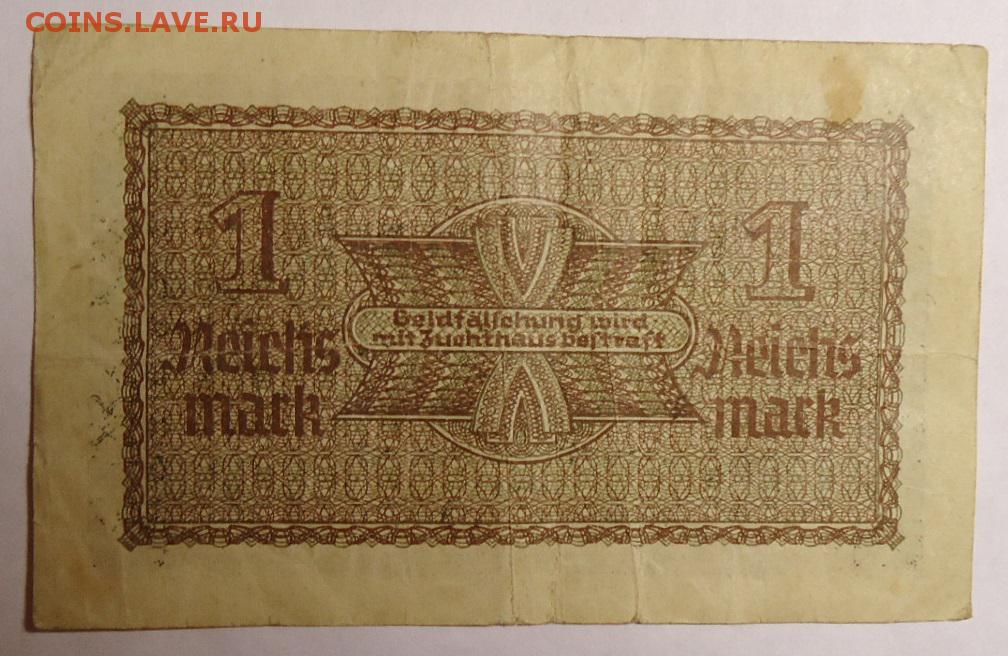 COINS.LAVE.RU
1
Reichs
mark
Geldfälschung wird
mit Zuchthaus bestraft
1
Reichs
mark